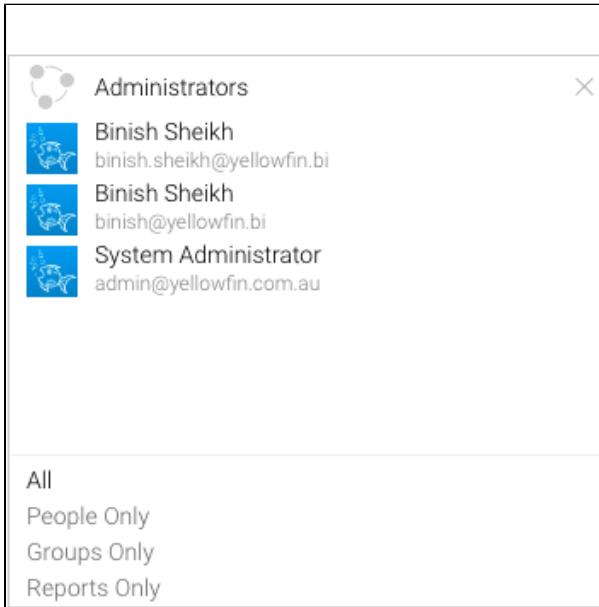 Administrators
Binish Sheikh
binish.sheikh@yellowfin.bi
Binish Sheikh
binish@yellowfin.bi
System Administrator
admin@yellowfin.com.au
All
People Only
Groups Only
Reports Only